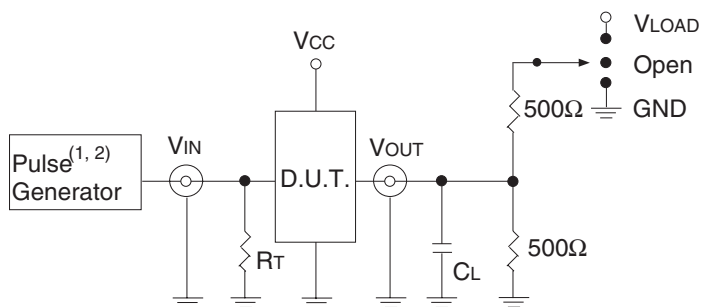 VLOAD
VCC
Open
500Ω
GND
Pulse(1, 2)
Generator
VIN
D.U.T.
VOUT
RT
CL
500Ω